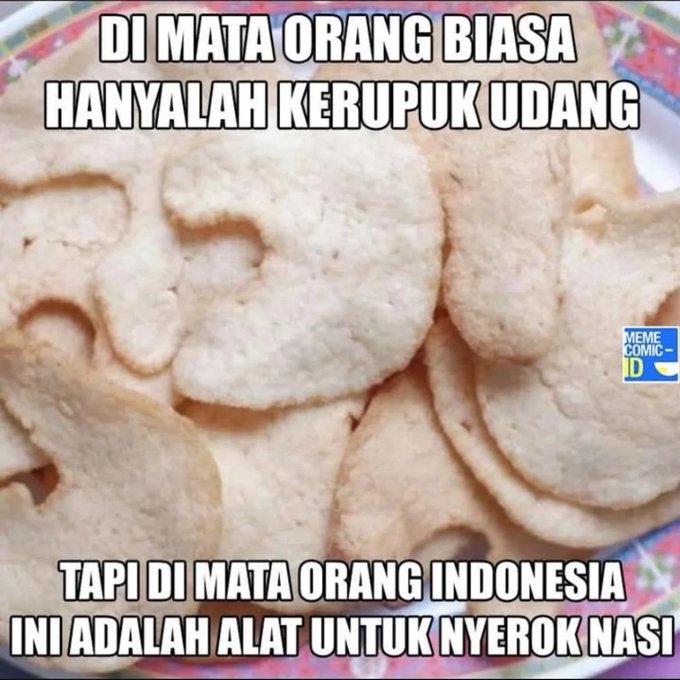 DI MATA ORANG BIASA
HANYALAH KERUPUK UDANG
MEME
COMIC-
ID
TAPI DI MATA ORANG INDONESIA
INI ADALAH ALAT UNTUK NYEROK NASI